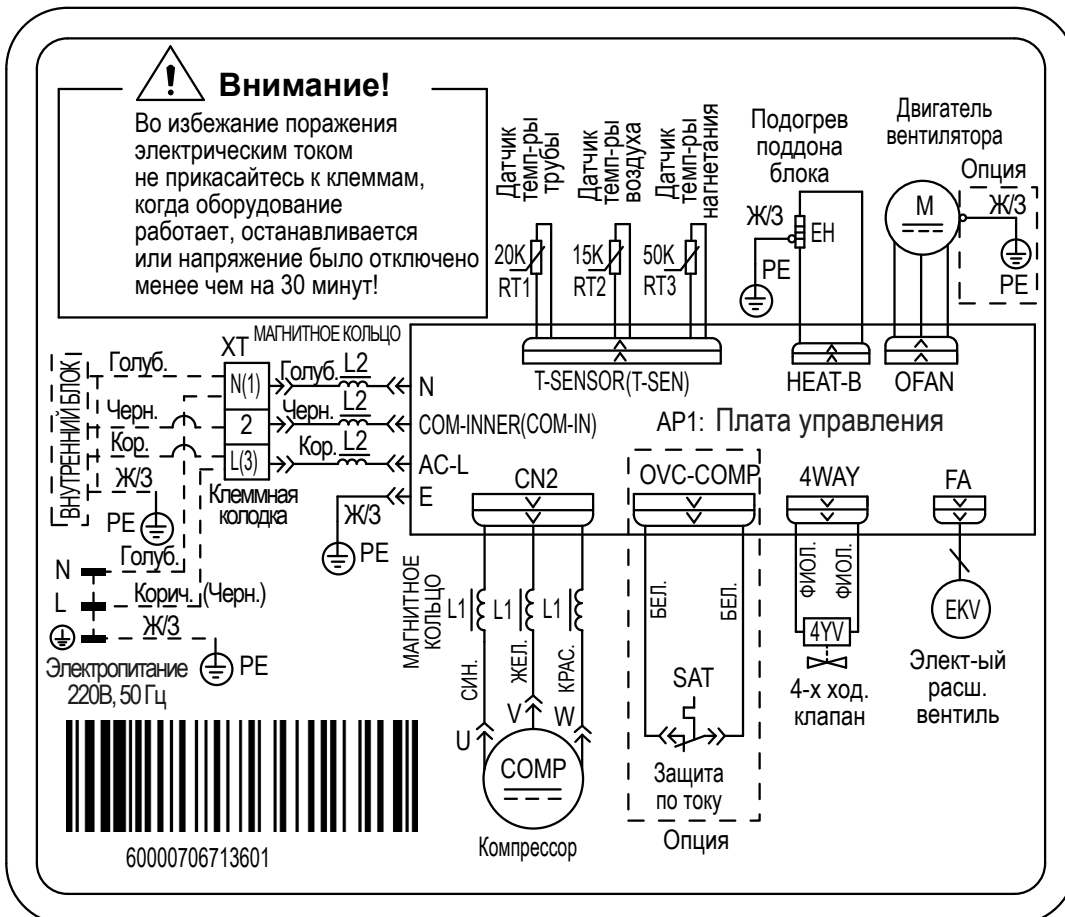 Внимание!
Во избежание поражения
электрическим током
не прикасайтесь к клеммам,
когда оборудование
работает, останавливается
или напряжение было отключено
менее чем на 30 минут!
Датчик
темп-ры
трубы
Датчик
темп-ры
воздуха
Датчик
темп-ры
нагнетания
Подогрев
поддона
блока
Двигатель
вентилятора
Опция
20K
RT1
15K
RT2
50K
RT3
Ж/З
EH
PE
M
Ж/З
PE
T-SENSOR(T-SEN)
HEAT-B
OFAN
МАГНИТНОЕ КОЛЬЦО
XT
ВНУТРЕННИЙ БЛОК
Голуб.
N(1)
Голуб.
L2
N
Черн.
2
Черн.
L2
COM-INNER(COM-IN)
AP1: Плата управления
Кор.
L(3)
Кор.
L2
AC-L
Ж/З
Клеммная
колодка
E
Ж/З
PE
PE
CN2
OVC-COMP
4WAY
FA
N
Голуб.
L
Корич. (Черн.)
Ж/З
PE
Электропитание
220В, 50 Гц
МАГНИТНОЕ
КОЛЬЦО
L1
L1
L1
СИН.
ЖЕЛ.
КРАС.
U
V
W
COMP
Компрессор
БЕЛ.
БЕЛ.
SAT
Защита
по току
Опция
ФИОЛ.
ФИОЛ.
4YV
4-х ход.
клапан
EKV
Элект-ый
расш.
вентиль
60000706713601